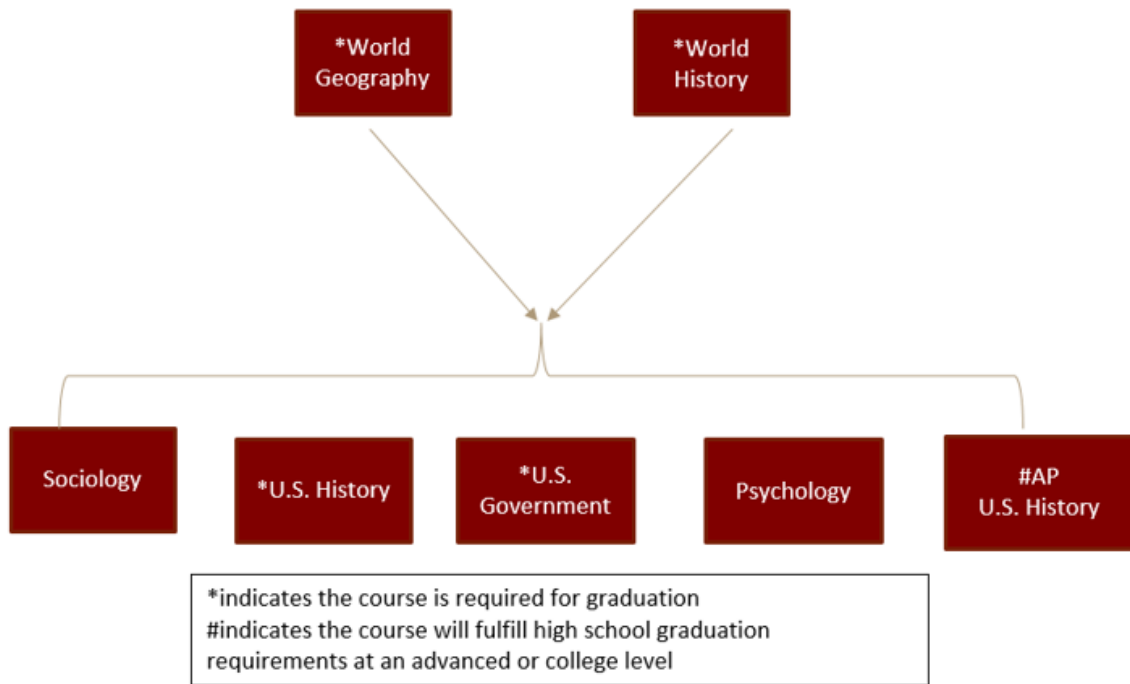 *World
Geography
*World
History
Sociology
*U.S. History
*U.S.
Government
Psychology
#AP
U.S. History
*indicates the course is required for graduation
#indicates the course will fulfill high school graduation
requirements at an advanced or college level